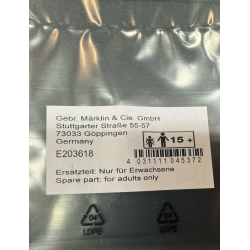 Gebr. Märklin & Cie. GmbH
Stuttgarter Straße 55-57
73033 Göppingen
Germany
15 +
E203618
4 031111 045372
Ersatzteil: Nur für Erwachsene
Spare part: for adults only
04
LDPE
04
LDPE